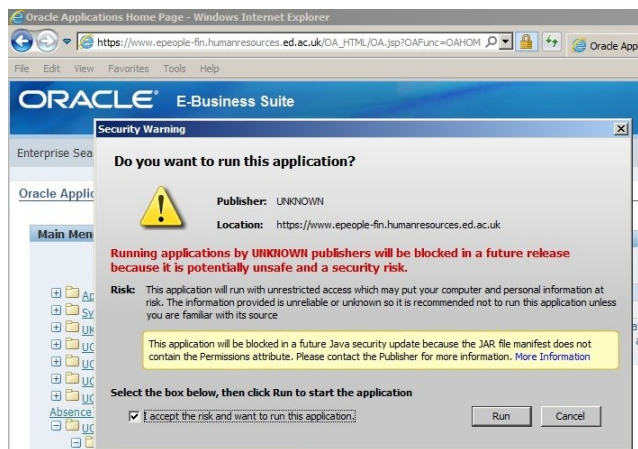 Oracle Applications Home Page - Windows Internet Explorer
https://www.epeople-fin.humanresources.ed.ac.uk/OA_HTML/OA.jsp?OAFunc=OAHOM
Oracle App
File Edit View Favorites Tools Help
ORACLE® E-Business Suite
Enterprise Sea
Oracle Applic
Main Men
Ap
Sy
UK
UC
UC
UC
UC
Absence
UC
Security Warning
Do you want to run this application?
Publisher: UNKNOWN
Location: https://www.epeople-fin.humanresources.ed.ac.uk
Running applications by UNKNOWN publishers will be blocked in a future release
because it is potentially unsafe and a security risk.
Risk: This application will run with unrestricted access which may put your computer and personal information at
risk. The information provided is unreliable or unknown so it is recommended not to run this application unless
you are familiar with its source
This application will be blocked in a future Java security update because the JAR file manifest does not
contain the Permissions attribute. Please contact the Publisher for more information. More Information
Select the box below, then click Run to start the application
I accept the risk and want to run this application.
Run Cancel